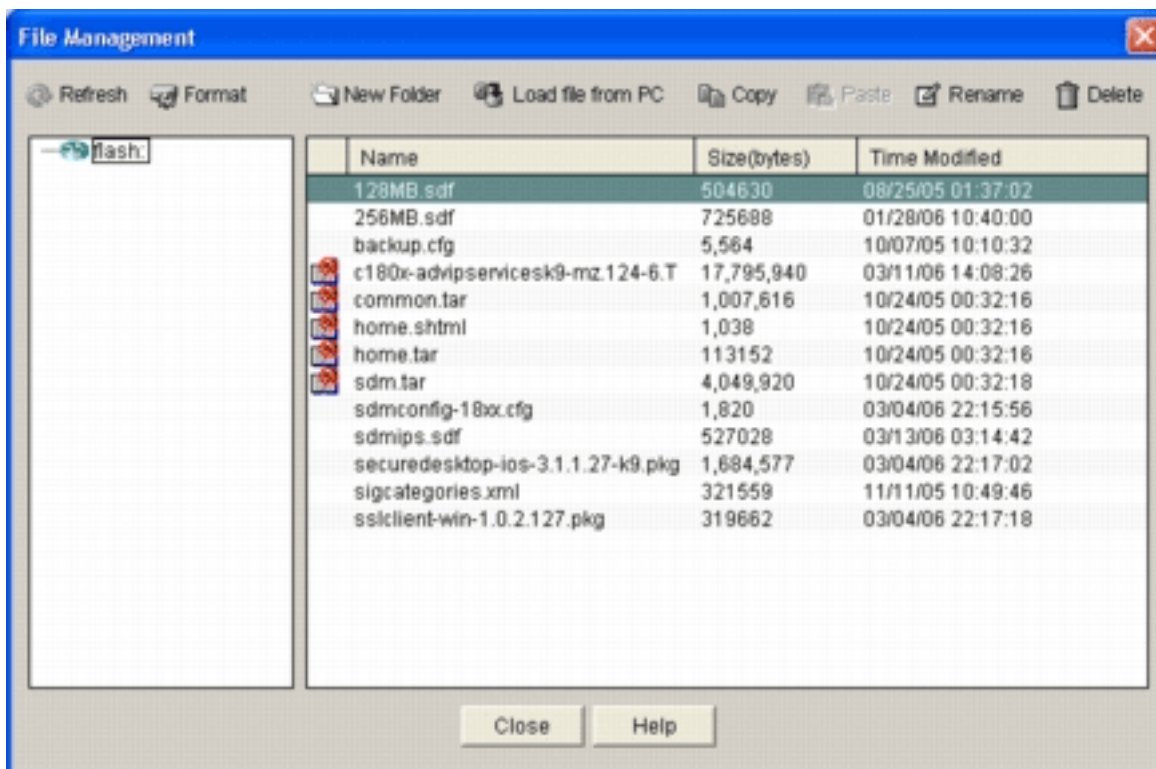 File Management
Refresh Format New Folder Load file from PC Copy Paste Rename Delete
flash:
Name Size(bytes) Time Modified
128MB.sdf 504630 08/25/05 01:37:02
256MB.sdf 725688 01/28/06 10:40:00
backup.cfg 5,564 10/07/05 10:10:32
c180x-advipservicesk9-mz.124-6.T 17,795,940 03/11/06 14:08:26
common.tar 1,007,616 10/24/05 00:32:16
home.shtml 1,038 10/24/05 00:32:16
home.tar 113152 10/24/05 00:32:16
sdm.tar 4,049,920 10/24/05 00:32:18
sdmconfig-18xx.cfg 1,820 03/04/06 22:15:56
sdmips.sdf 527028 03/13/06 03:14:42
securedesktop-ios-3.1.1.27-k9.pkg 1,684,577 03/04/06 22:17:02
sigcategories.xml 321559 11/11/05 10:49:46
sslclient-win-1.0.2.127.pkg 319662 03/04/06 22:17:18
Close Help